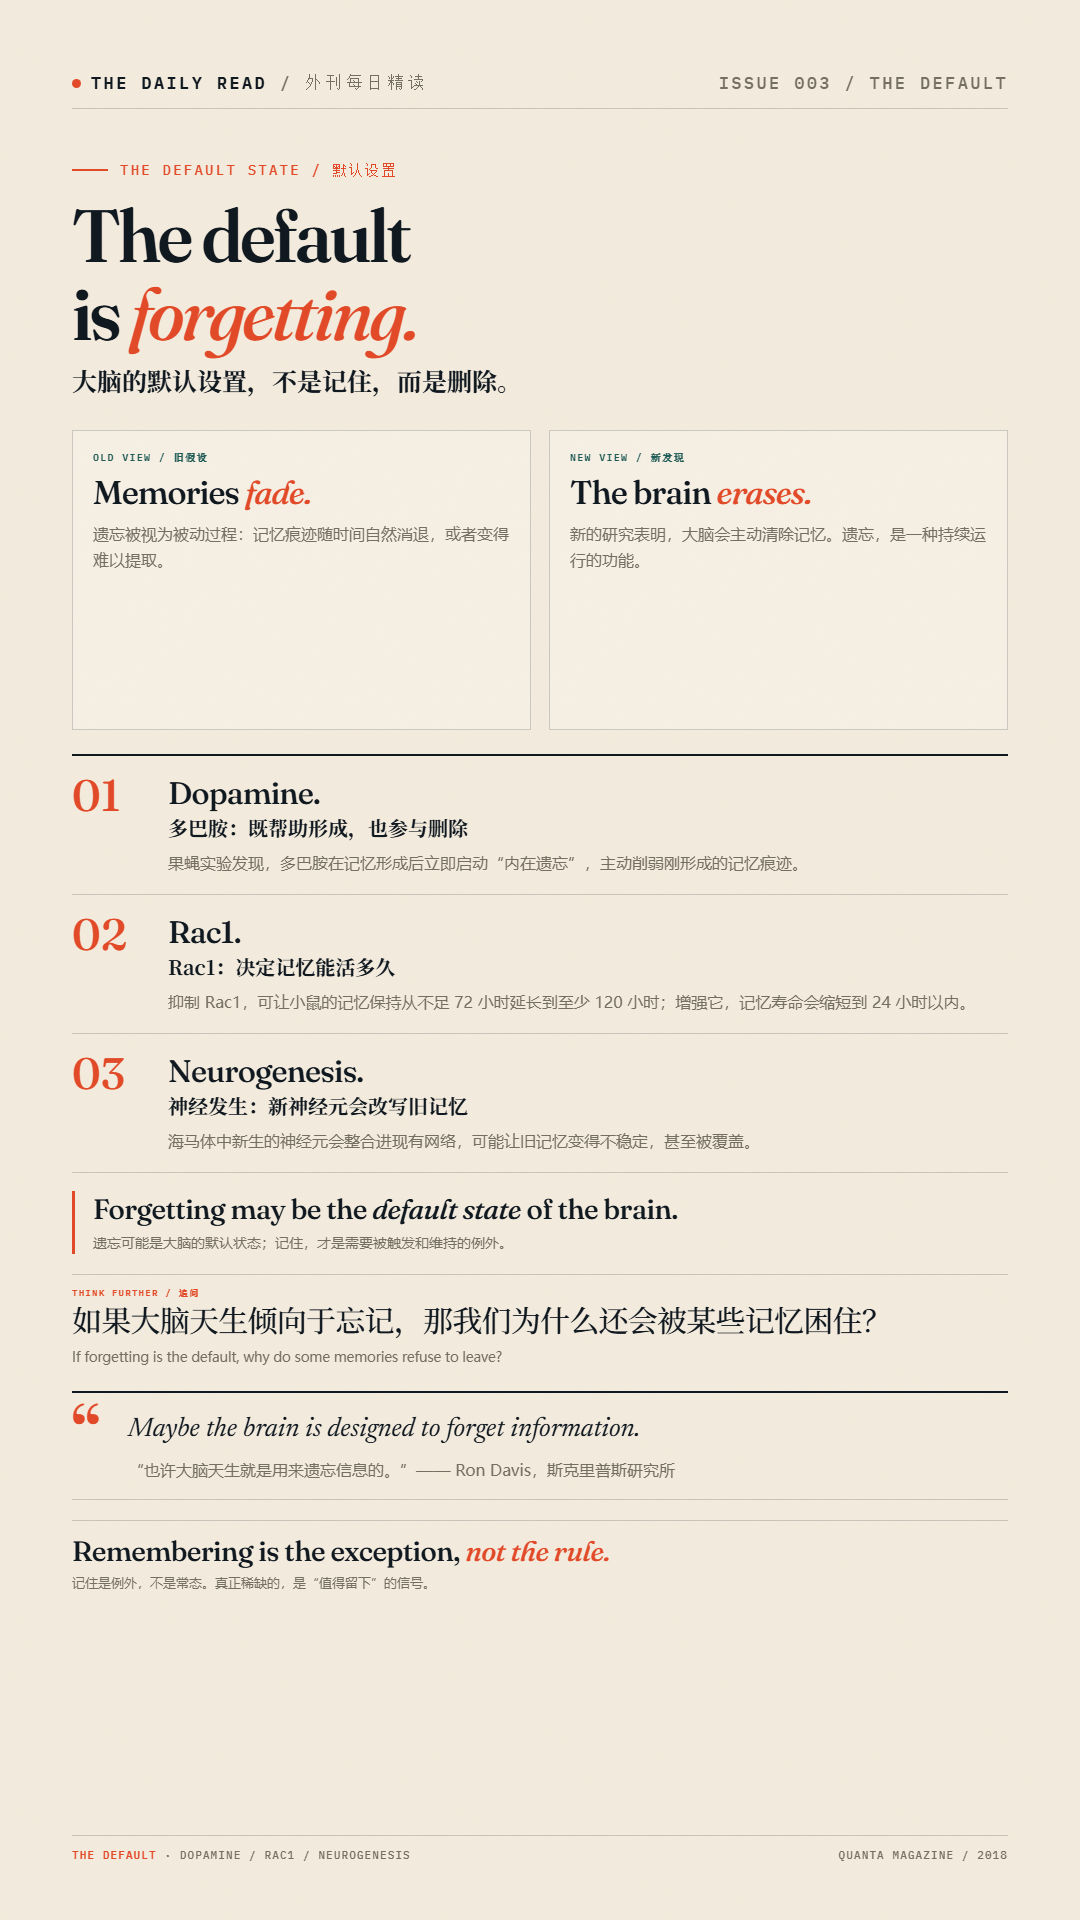 THE DAILY READ / 外刊每日精读
ISSUE 003 / THE DEFAULT
THE DEFAULT STATE / 默认设置
The default
is forgetting.
大脑的默认设置，不是记住，而是删除。
OLD VIEW / 旧假设
Memories fade.
遗忘被视为被动过程：记忆痕迹随时间自然消退，或者变得
难以提取。
NEW VIEW / 新发现
The brain erases.
新的研究表明，大脑会主动清除记忆。遗忘，是一种持续运
行的功能。
01
Dopamine.
多巴胺：既帮助形成，也参与删除
果蝇实验发现，多巴胺在记忆形成后立即启动“内在遗忘”，主动削弱刚形成的记忆痕迹。
02
Rac1.
Rac1：决定记忆能活多久
抑制 Rac1，可让小鼠的记忆保持从不足 72 小时延长到至少 120 小时；增强它，记忆寿命会缩短到 24 小时以内。
03
Neurogenesis.
神经发生：新神经元会改写旧记忆
海马体中新生的神经元会整合进现有网络，可能让旧记忆变得不稳定，甚至被覆盖。
Forgetting may be the default state of the brain.
遗忘可能是大脑的默认状态；记住，才是需要被触发和维持的例外。
THINK FURTHER / 追问
如果大脑天生倾向于忘记，那我们为什么还会被某些记忆困住？
If forgetting is the default, why do some memories refuse to leave?
“
Maybe the brain is designed to forget information.
“也许大脑天生就是用来遗忘信息的。”—— Ron Davis，斯克里普斯研究所
Remembering is the exception, not the rule.
记住是例外，不是常态。真正稀缺的，是“值得留下”的信号。
THE DEFAULT · DOPAMINE / RAC1 / NEUROGENESIS
QUANTA MAGAZINE / 2018